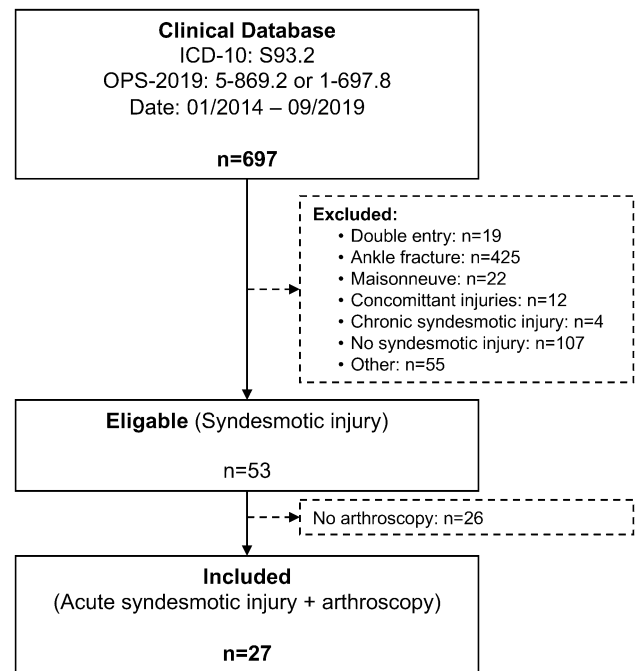 Clinical Database
ICD-10: S93.2
OPS-2019: 5-869.2 or 1-697.8
Date: 01/2014 – 09/2019
n=697
Excluded:
• Double entry: n=19
• Ankle fracture: n=425
• Maisonneuve: n=22
• Concomittant injuries: n=12
• Chronic syndesmotic injury: n=4
• No syndesmotic injury: n=107
• Other: n=55
Eligable (Syndesmotic injury)
n=53
No arthroscopy: n=26
Included
(Acute syndesmotic injury + arthroscopy)
n=27